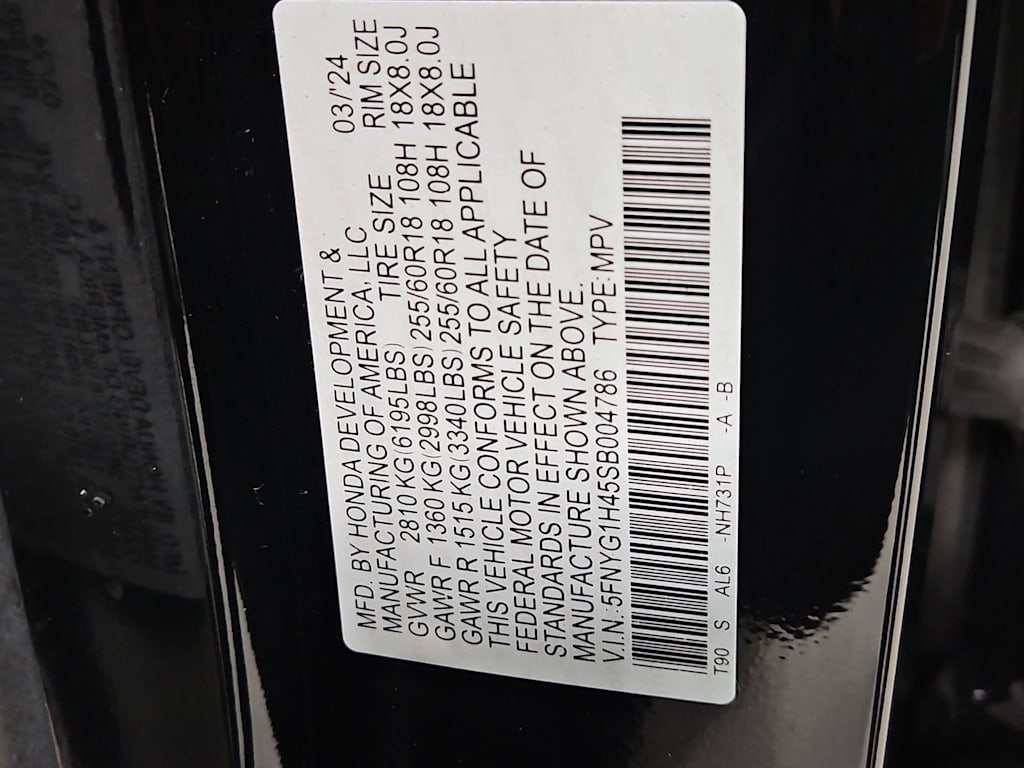 MFD. BY HONDA DEVELOPMENT &
MANUFACTURING OF AMERICA, LLC 03/'24
GVWR 2810 KG(6195LBS) TIRE SIZE RIM SIZE
GAWR F 1360 KG(2998LBS) 255/60R18 108H 18X8.0J
GAWR R 1515 KG(3340LBS) 255/60R18 108H 18X8.0J
THIS VEHICLE CONFORMS TO ALL APPLICABLE
FEDERAL MOTOR VEHICLE SAFETY
STANDARDS IN EFFECT ON THE DATE OF
MANUFACTURE SHOWN ABOVE.
V.I.N:5FNYG1H45SB004786 TYPE:MPV
T90 S AL6 -NH731P -A -B